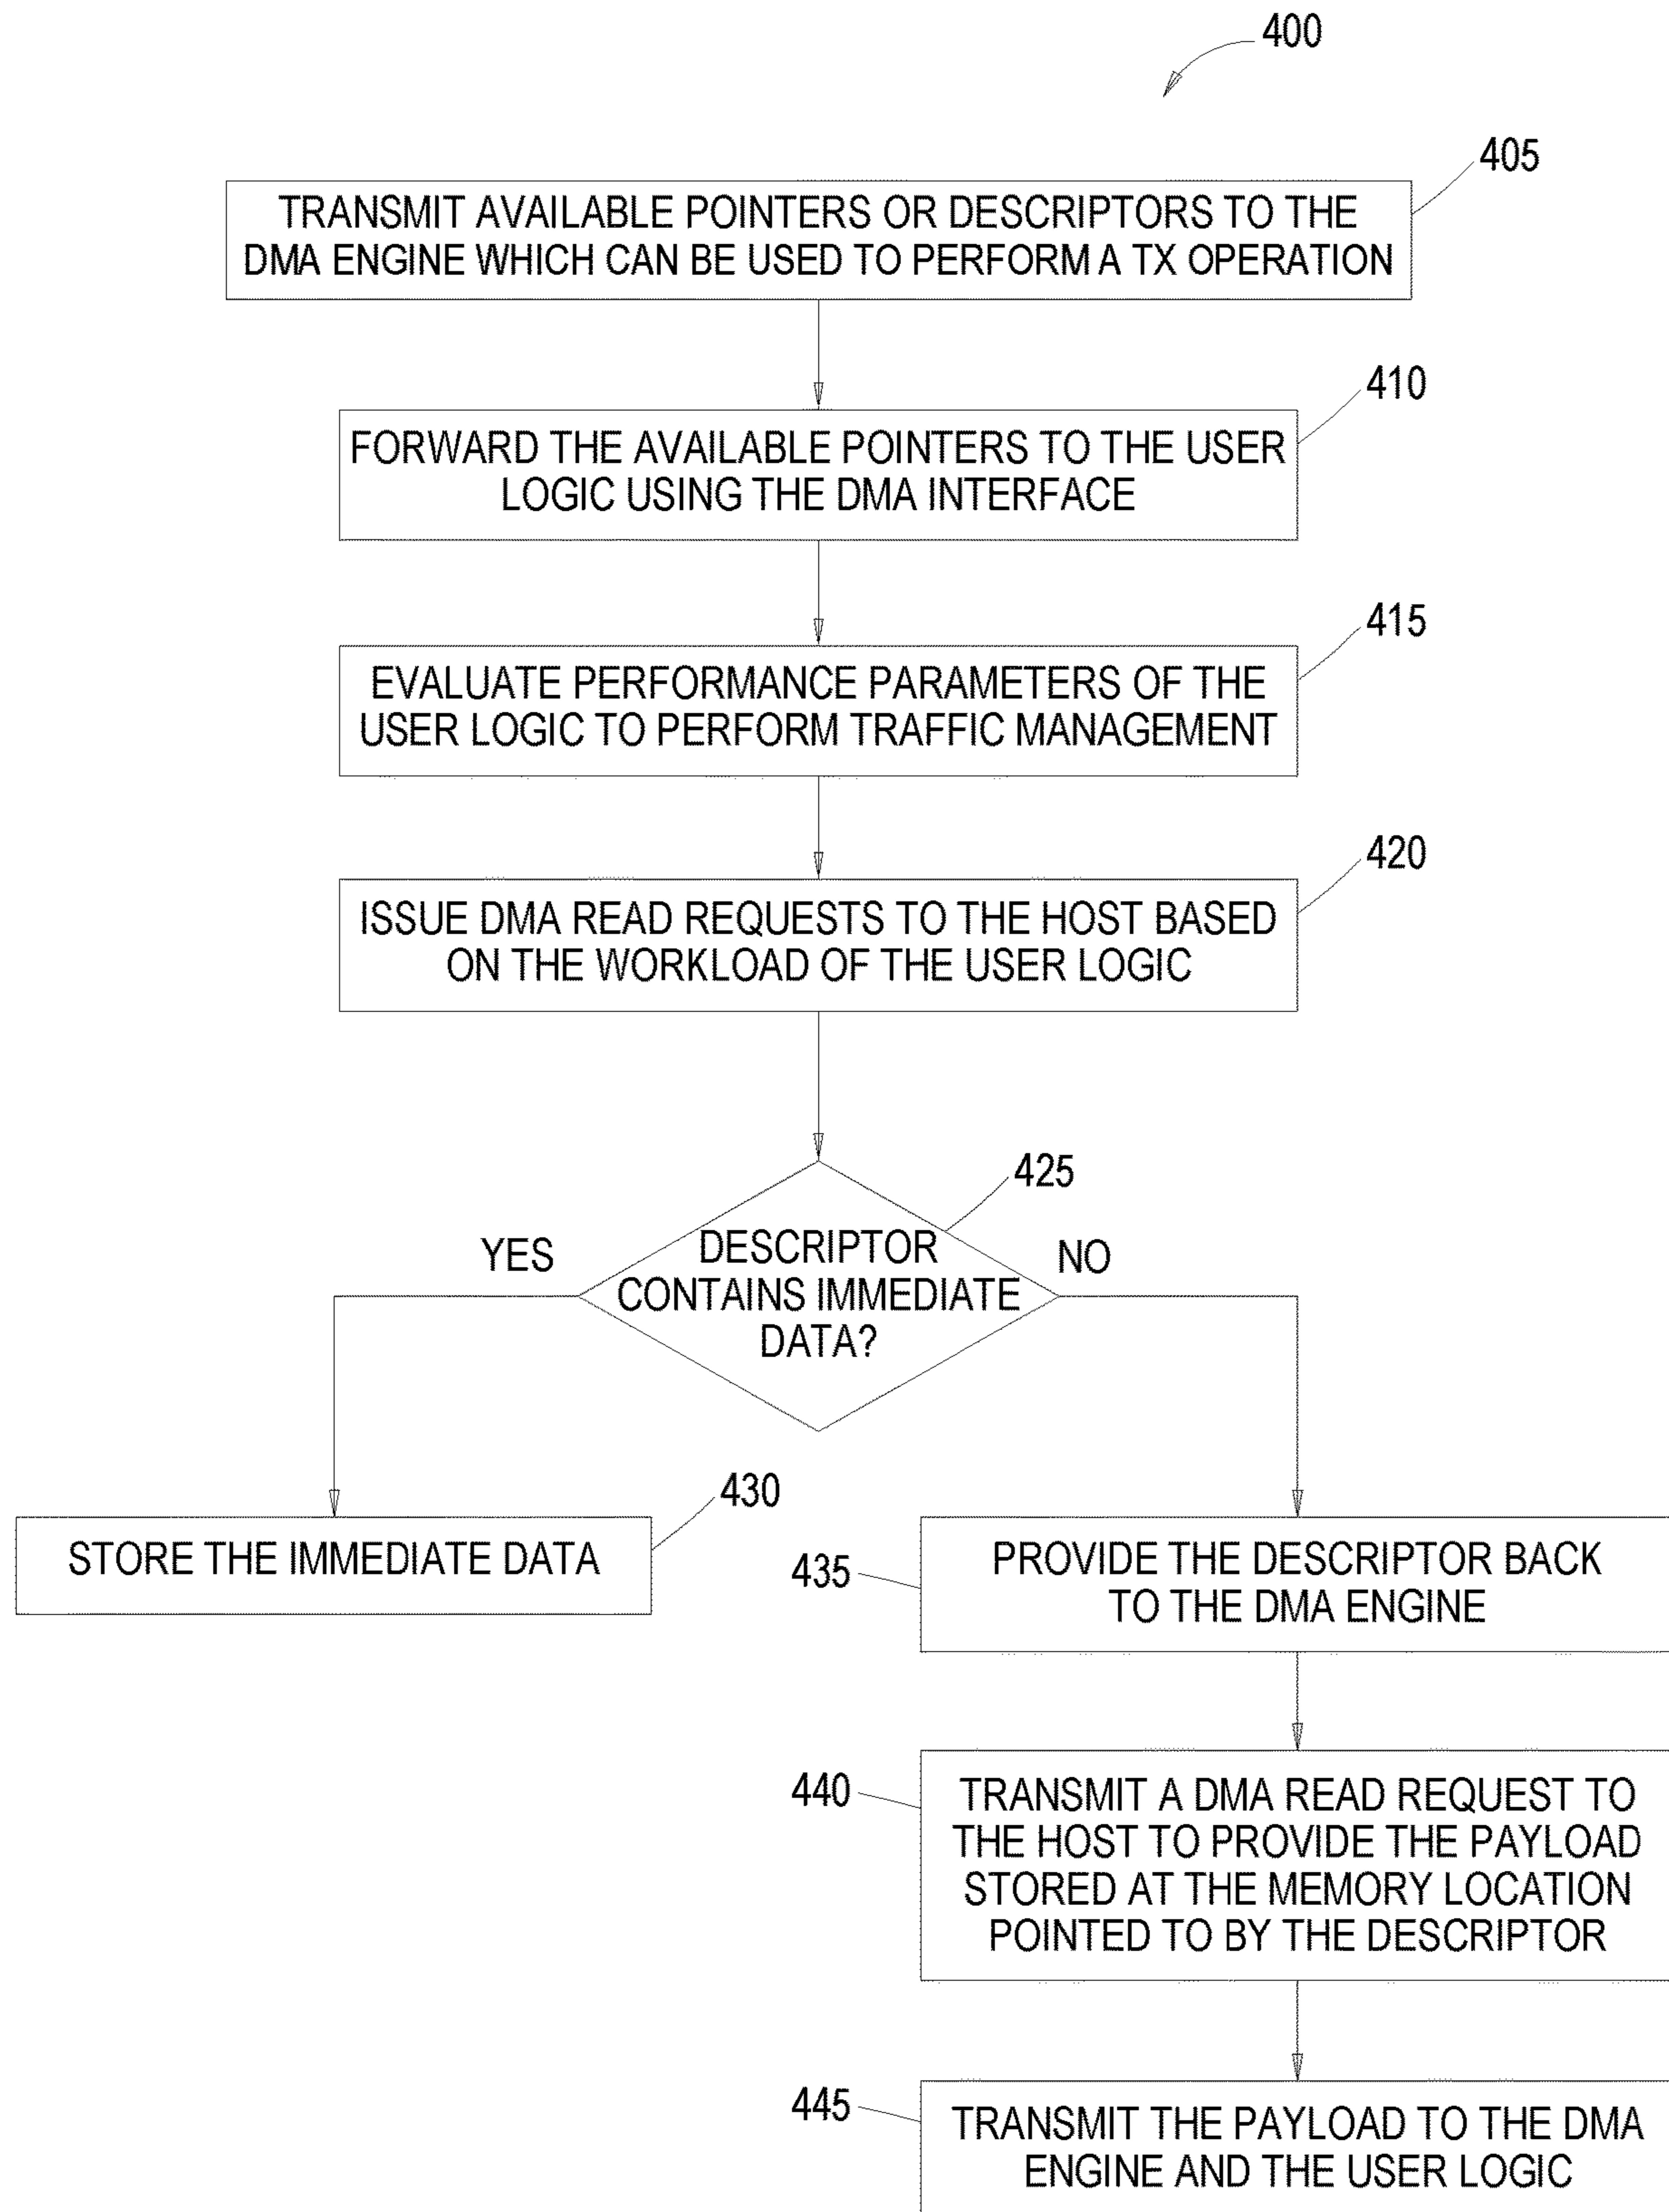 400
405
TRANSMIT AVAILABLE POINTERS OR DESCRIPTORS TO THE
DMA ENGINE WHICH CAN BE USED TO PERFORM A TX OPERATION
410
FORWARD THE AVAILABLE POINTERS TO THE USER
LOGIC USING THE DMA INTERFACE
415
EVALUATE PERFORMANCE PARAMETERS OF THE
USER LOGIC TO PERFORM TRAFFIC MANAGEMENT
420
ISSUE DMA READ REQUESTS TO THE HOST BASED
ON THE WORKLOAD OF THE USER LOGIC
425
YES
DESCRIPTOR
CONTAINS IMMEDIATE
DATA?
NO
430
STORE THE IMMEDIATE DATA
435
PROVIDE THE DESCRIPTOR BACK
TO THE DMA ENGINE
440
TRANSMIT A DMA READ REQUEST TO
THE HOST TO PROVIDE THE PAYLOAD
STORED AT THE MEMORY LOCATION
POINTED TO BY THE DESCRIPTOR
445
TRANSMIT THE PAYLOAD TO THE DMA
ENGINE AND THE USER LOGIC